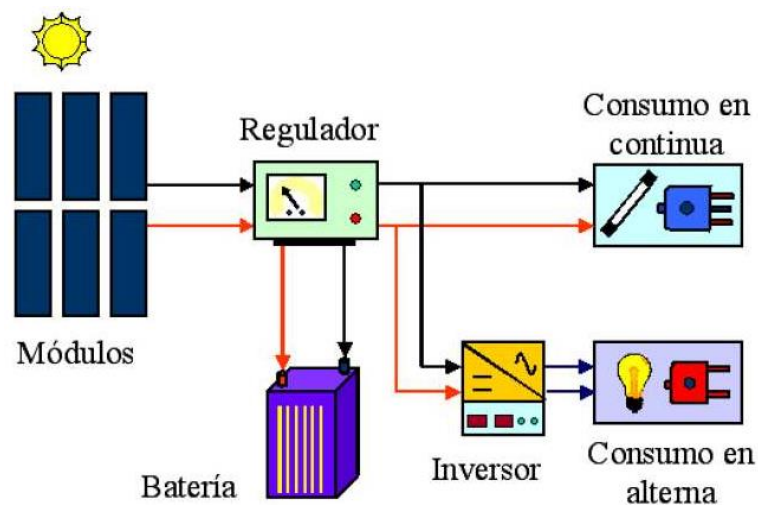 Regulador
Consumo en
continua
Módulos
Batería
Inversor
Consumo en
alterna